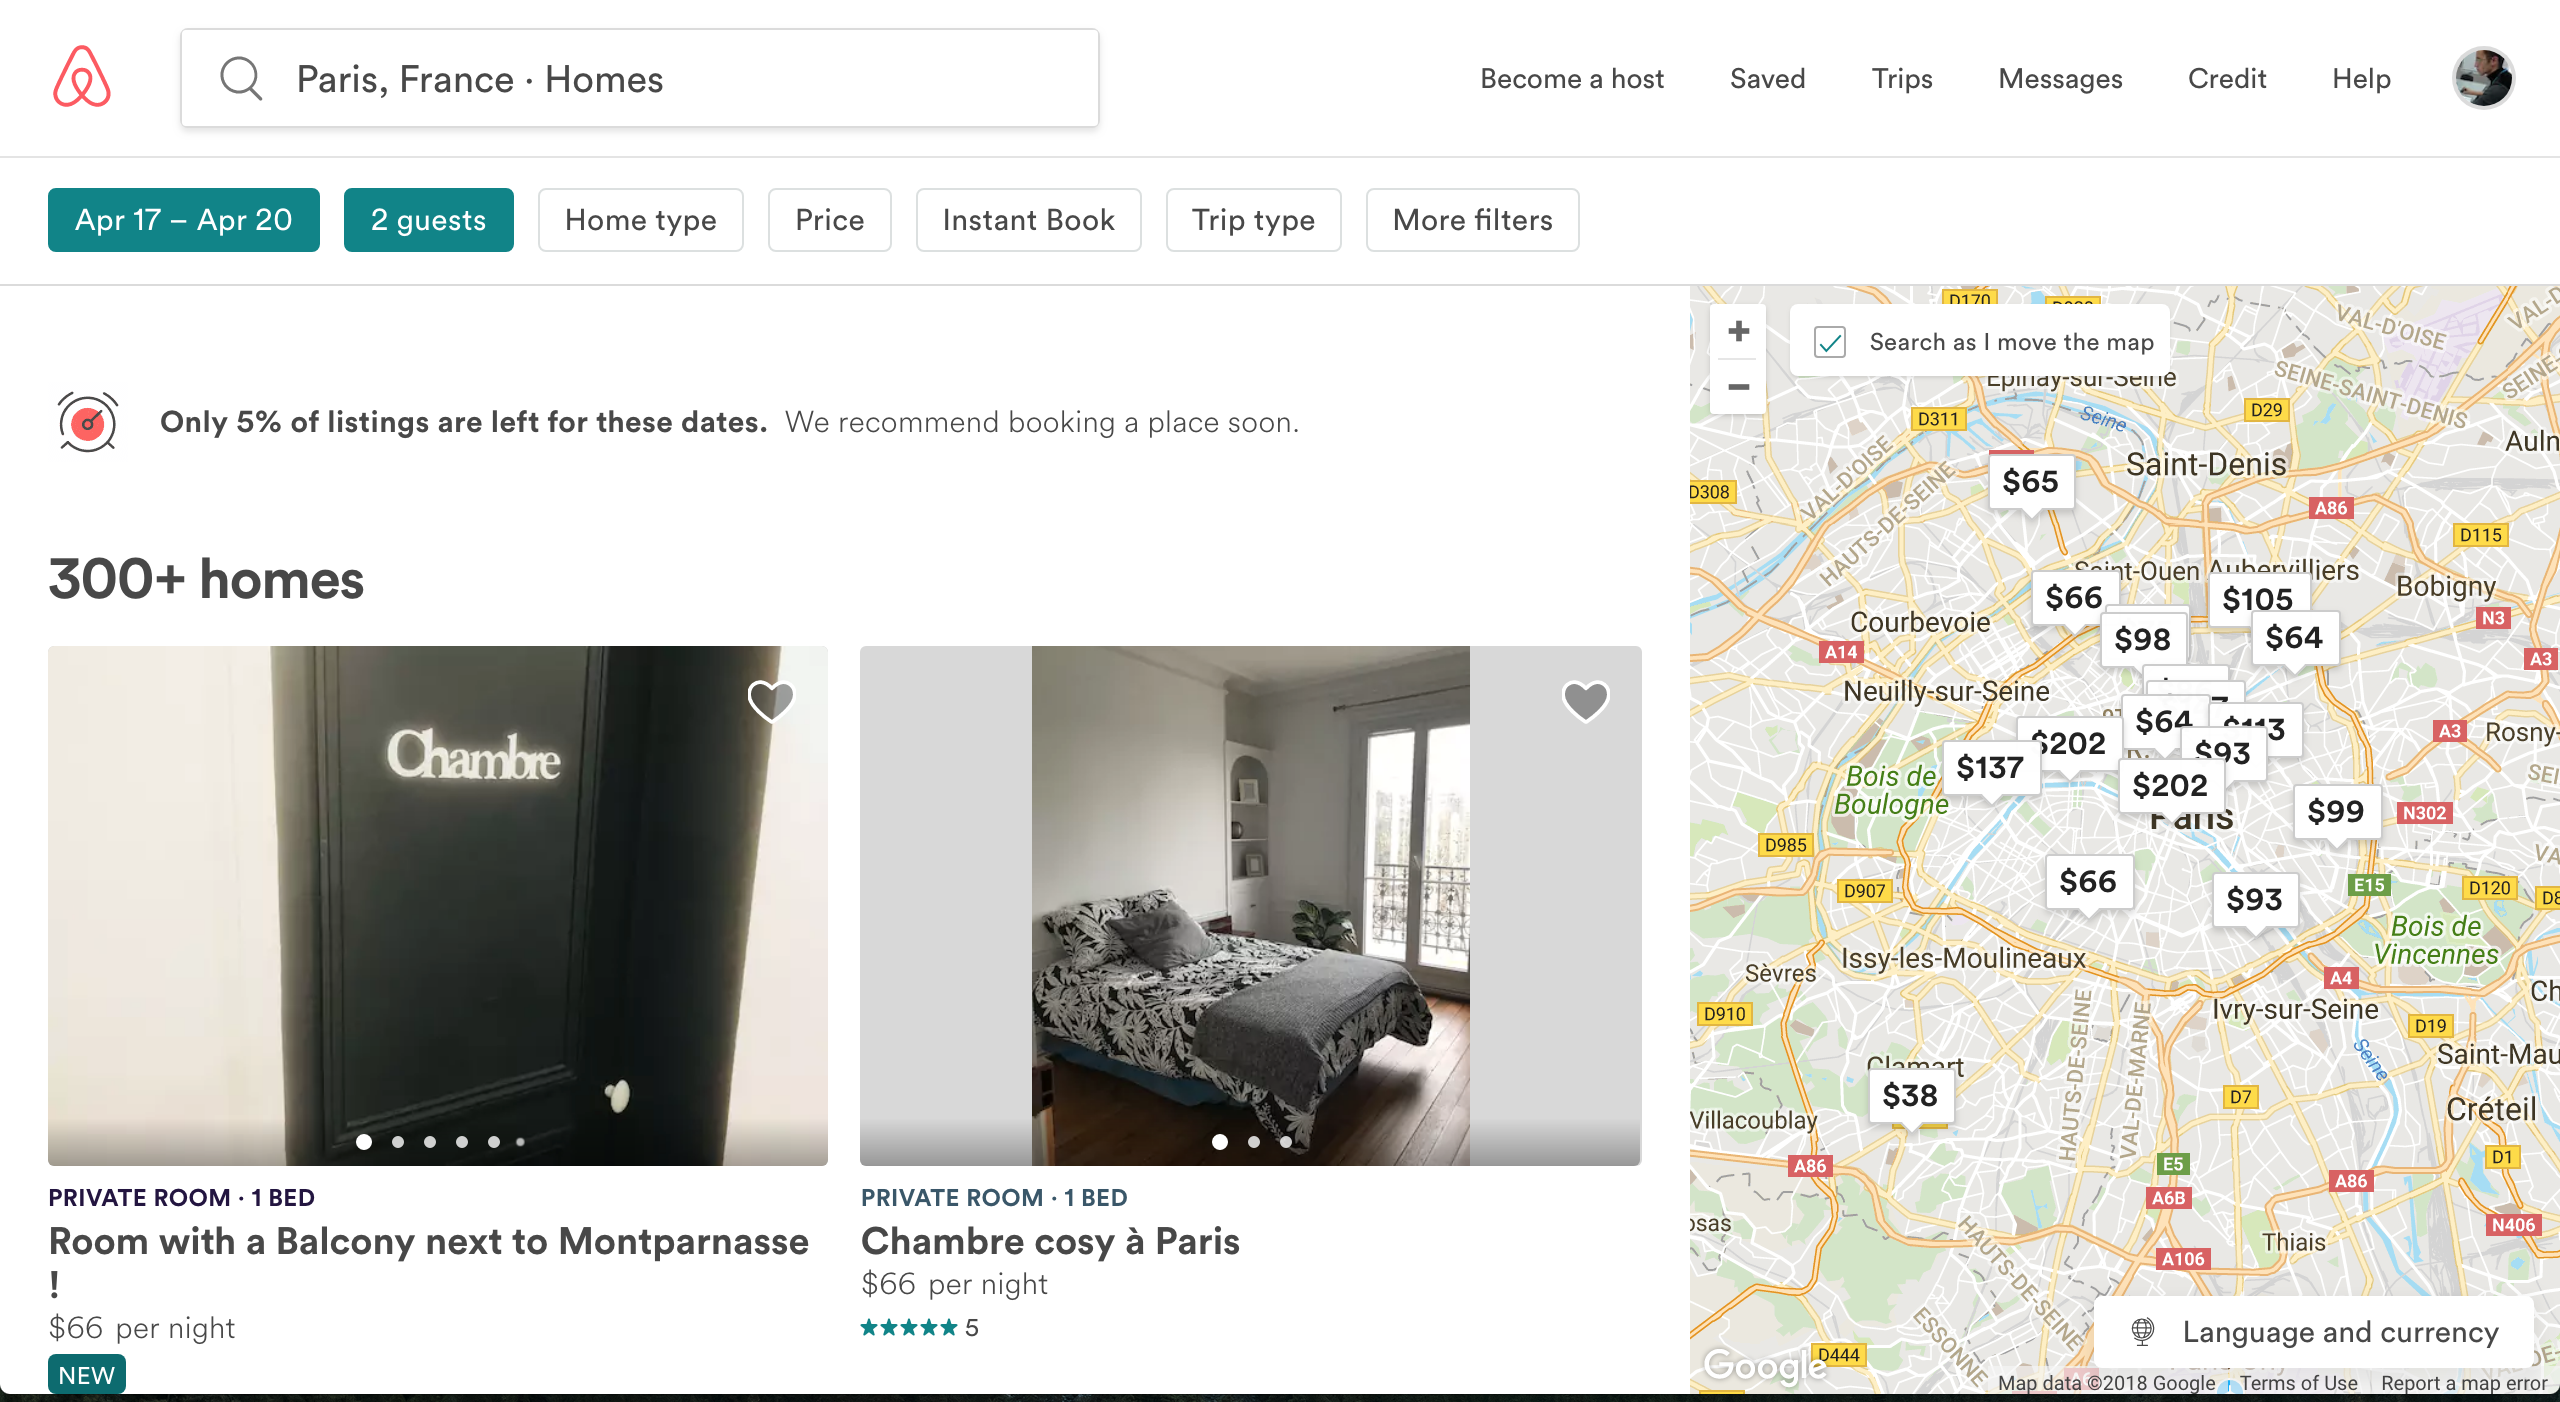 Paris, France · Homes
Become a host
Saved
Trips
Messages
Credit
Help
Apr 17 – Apr 20
2 guests
Home type
Price
Instant Book
Trip type
More filters
Only 5% of listings are left for these dates. We recommend booking a place soon.
300+ homes
Chambre
PRIVATE ROOM · 1 BED
Room with a Balcony next to Montparnasse
!
$66 per night
NEW
PRIVATE ROOM · 1 BED
Chambre cosy à Paris
$66 per night
★★★★★ 5
+
−
Search as I move the map
D170
VAL-D'OISE
SEINE-SAINT-DENIS
Epinay-sur-Seine
D311
Seine
D29
VAL-D'OISE
HAUTS-DE-SEINE
Saint-Denis
$65
D308
A86
D115
Saint-Ouen
Aubervilliers
Bobigny
$66
$105
N3
Courbevoie
$98
$64
A14
A3
Neuilly-sur-Seine
$64
$113
A3
$202
$93
$137
Bois de
Boulogne
$202
$99
N302
Paris
D985
$66
E15
D120
D907
$93
Bois de
Vincennes
Issy-les-Moulineaux
Sèvres
A4
D910
Ivry-sur-Seine
D19
HAUTS-DE-SEINE
VAL-DE-MARNE
Seine
Clamart
$38
D7
Créteil
Villacoublay
A86
E5
D1
A6B
A86
N406
Thiais
A106
HAUTS-DE-SEINE
ESSONNE
D444
Language and currency
Google
Map data ©2018 Google
Terms of Use
Report a map error